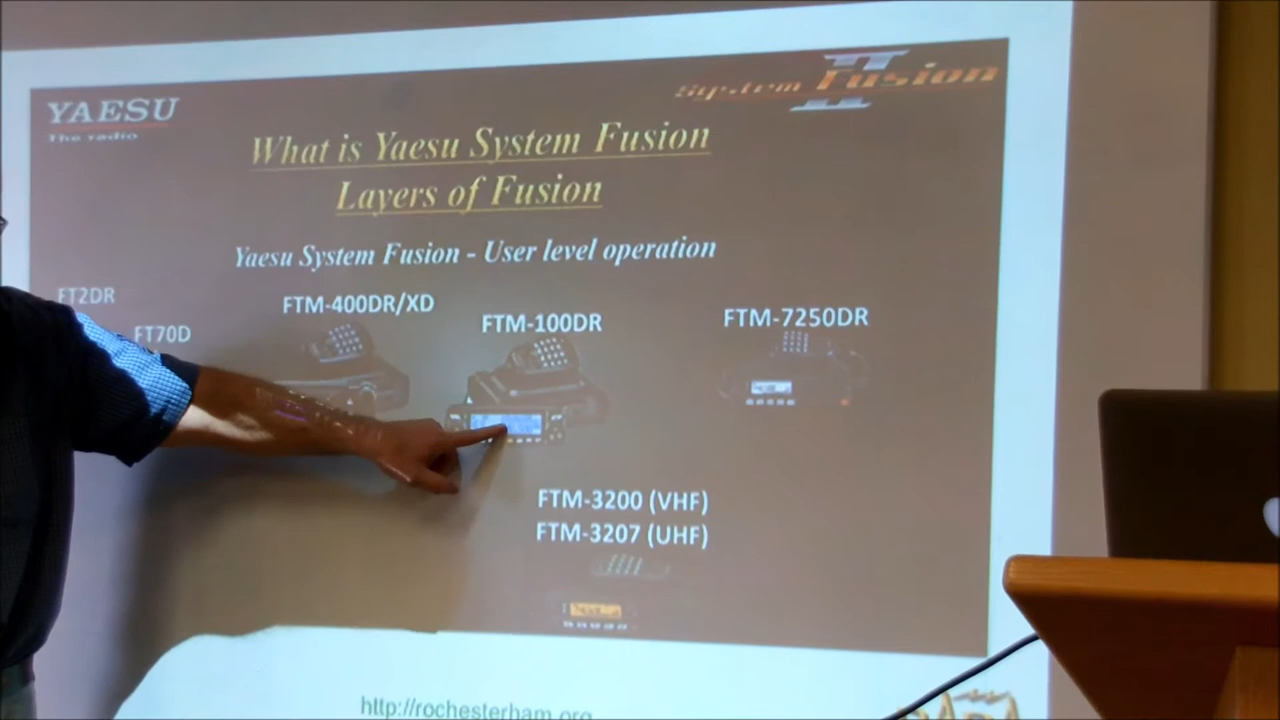 YAESU
The radio
System Fusion II
What is Yaesu System Fusion
Layers of Fusion
Yaesu System Fusion - User level operation
FT2DR
FT70D
FTM-400DR/XD
FTM-100DR
FTM-7250DR
FTM-3200 (VHF)
FTM-3207 (UHF)
http://rochesterham.org